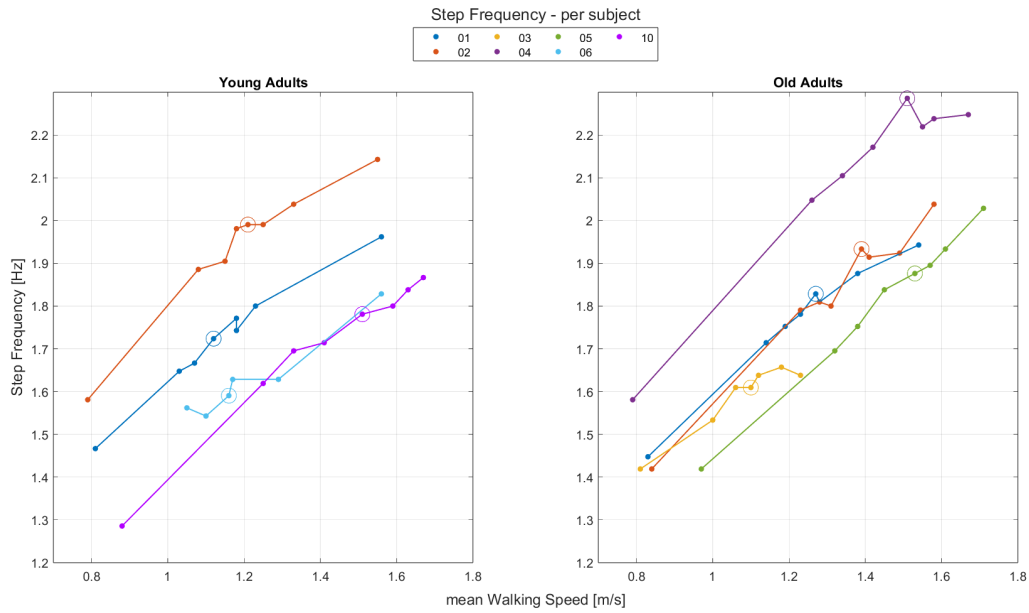 Step Frequency - per subject
01 03 05 10
02 04 06
Young Adults
Old Adults
Step Frequency [Hz]
2.2
2.1
2
1.9
1.8
1.7
1.6
1.5
1.4
1.3
1.2
0.8 1 1.2 1.4 1.6 1.8
2.2
2.1
2
1.9
1.8
1.7
1.6
1.5
1.4
1.3
1.2
0.8 1 1.2 1.4 1.6 1.8
mean Walking Speed [m/s]